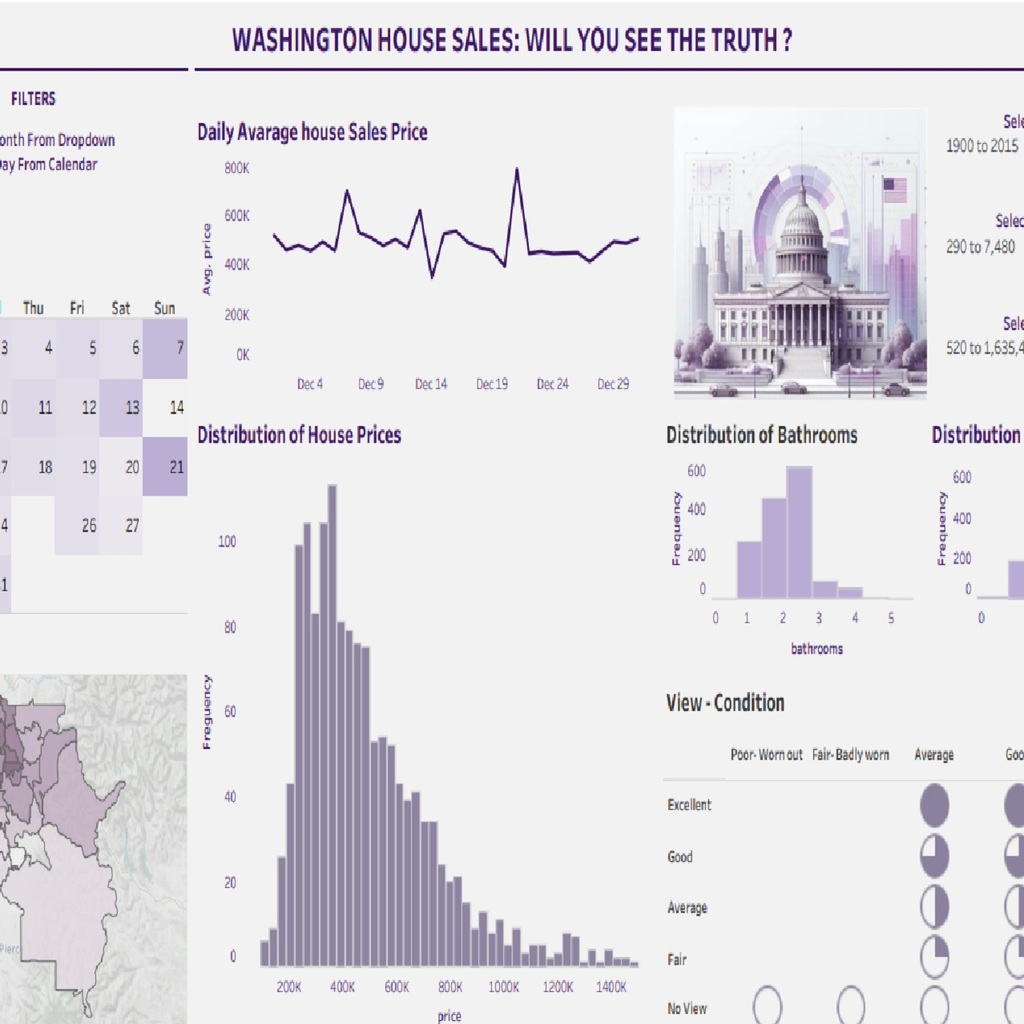 WASHINGTON HOUSE SALES: WILL YOU SEE THE TRUTH ?
FILTERS
onth From Dropdown
ay From Calendar
Thu Fri Sat Sun
3 4 5 6 7
0 11 12 13 14
7 18 19 20 21
4 26 27
1
Daily Avarage house Sales Price
Avg. price
800K
600K
400K
200K
0K
Dec 4 Dec 9 Dec 14 Dec 19 Dec 24 Dec 29
Sele
1900 to 2015
Selec
290 to 7,480
Sele
520 to 1,635,4
Distribution of House Prices
Frequency
100
80
60
40
20
0
200K 400K 600K 800K 1000K 1200K 1400K
price
Distribution of Bathrooms
Frequency
600
400
200
0
0 1 2 3 4 5
bathrooms
Distribution
Frequency
600
400
200
0
0
View - Condition
Poor- Worn out Fair- Badly worn Average Goo
Excellent
Good
Average
Fair
No View
Pierc